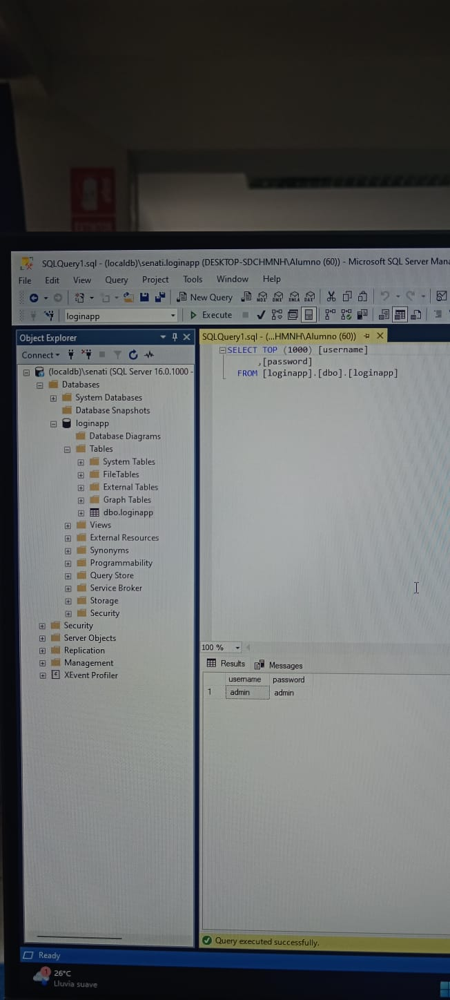 SQLQuery1.sql - (localdb)\senati.loginapp (DESKTOP-SDCHMNH\Alumno (60)) - Microsoft SQL Server Mana
File Edit View Query Project Tools Window Help
New Query MDX DMX XMLA DAX
loginapp Execute
Object Explorer
Connect
(localdb)\senati (SQL Server 16.0.1000 -
Databases
System Databases
Database Snapshots
loginapp
Database Diagrams
Tables
System Tables
FileTables
External Tables
Graph Tables
dbo.loginapp
Views
External Resources
Synonyms
Programmability
Query Store
Service Broker
Storage
Security
Security
Server Objects
Replication
Management
XEvent Profiler
SQLQuery1.sql - (...HMNH\Alumno (60))
SELECT TOP (1000) [username]
,[password]
FROM [loginapp].[dbo].[loginapp]
100 %
Results Messages
username password
1 admin admin
Query executed successfully.
Ready
1
26°C
Lluvia suave